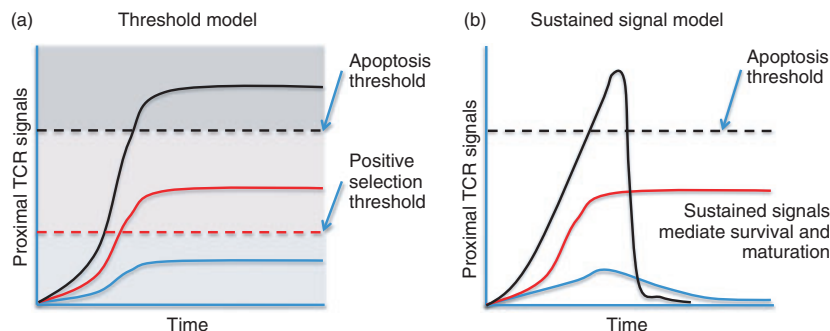 (a)
Threshold model
Proximal TCR signals
Apoptosis
threshold
Positive
selection
threshold
Time
(b)
Sustained signal model
Proximal TCR signals
Apoptosis
threshold
Sustained signals
mediate survival and
maturation
Time